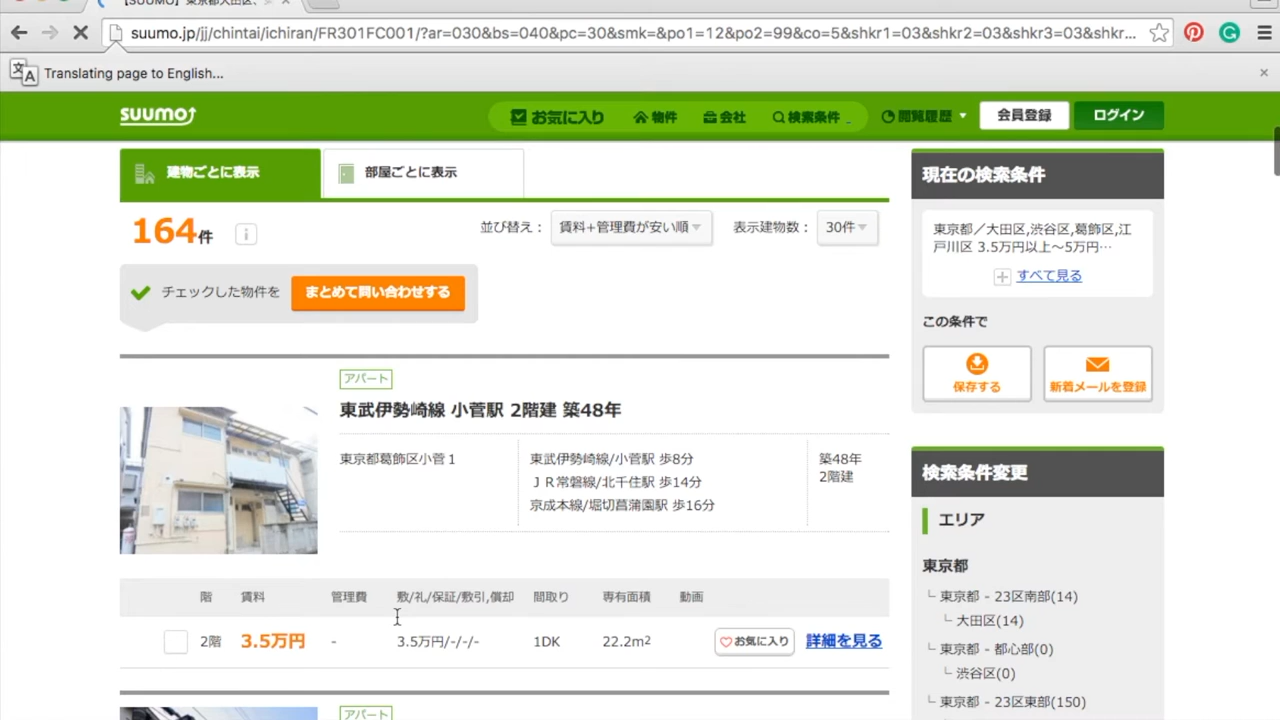 【SUUMO】東京都大田区、
suumo.jp/jj/chintai/ichiran/FR301FC001/?ar=030&bs=040&pc=30&smk=&po1=12&po2=99&co=5&shkr1=03&shkr2=03&shkr3=03&shkr...
Translating page to English...
suumo
お気に入り 物件 会社 検索条件 閲覧履歴 会員登録 ログイン
建物ごとに表示 部屋ごとに表示
164件
並び替え： 賃料+管理費が安い順 表示建物数： 30件
チェックした物件を まとめて問い合わせする
アパート
東武伊勢崎線 小菅駅 2階建 築48年
東京都葛飾区小菅１
東武伊勢崎線/小菅駅 歩8分
ＪＲ常磐線/北千住駅 歩14分
京成本線/堀切菖蒲園駅 歩16分
築48年
2階建
階 賃料 管理費 敷/礼/保証/敷引,償却 間取り 専有面積 動画
2階 3.5万円 - 3.5万円/-/-/- 1DK 22.2m2 お気に入り 詳細を見る
アパート
現在の検索条件
東京都／大田区,渋谷区,葛飾区,江
戸川区 3.5万円以上～5万円…
すべて見る
この条件で
保存する 新着メールを登録
検索条件変更
エリア
東京都
東京都 - 23区南部(14)
大田区(14)
東京都 - 都心部(0)
渋谷区(0)
東京都 - 23区東部(150)